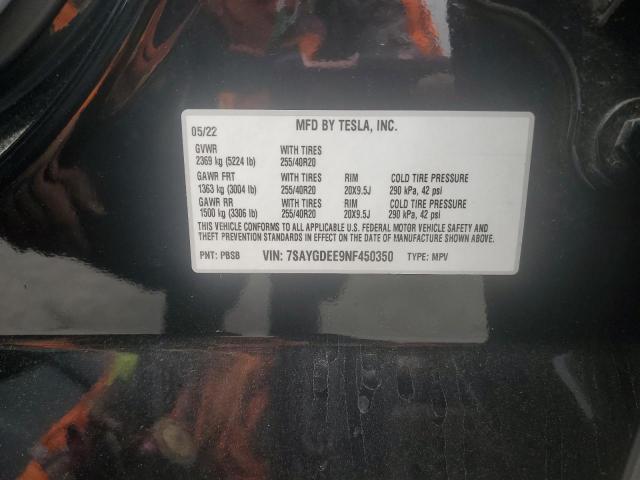 05/22 MFD BY TESLA, INC.
GVWR WITH TIRES
2369 kg (5224 lb) 255/40R20
GAWR FRT WITH TIRES RIM COLD TIRE PRESSURE
1363 kg (3004 lb) 255/40R20 20X9.5J 290 kPa, 42 psi
GAWR RR WITH TIRES RIM COLD TIRE PRESSURE
1500 kg (3306 lb) 255/40R20 20X9.5J 290 kPa, 42 psi
THIS VEHICLE CONFORMS TO ALL APPLICABLE U.S. FEDERAL MOTOR VEHICLE SAFETY AND
THEFT PREVENTION STANDARDS IN EFFECT ON THE DATE OF MANUFACTURE SHOWN ABOVE.
PNT: PBSB VIN: 7SAYGDEE9NF450350 TYPE: MPV